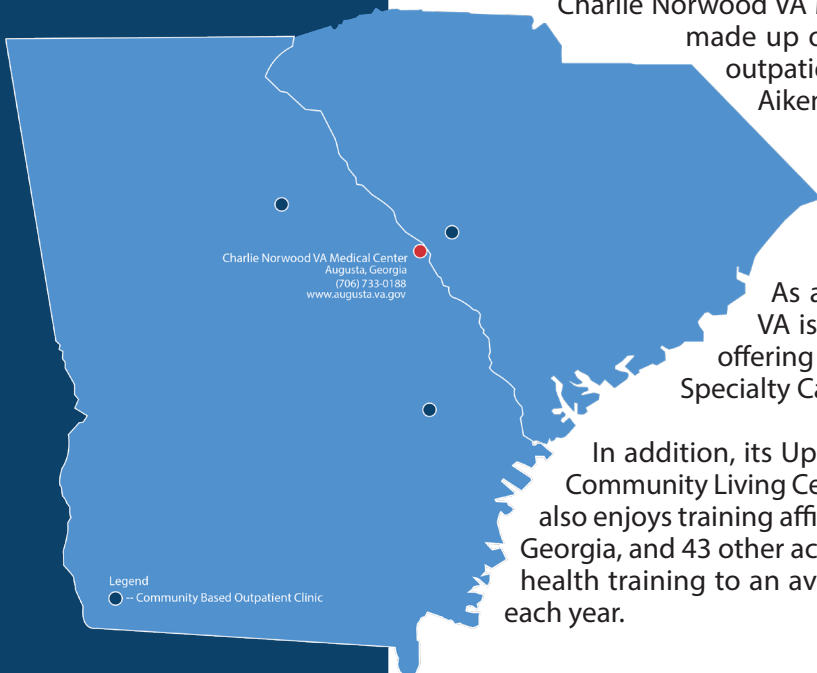 Charlie Norwood VA
made up
outpatie
Aiken
Charlie Norwood VA Medical Center
Augusta, Georgia
(706) 733-0188
www.augusta.va.gov
As a
VA is
offering
Specialty Ca
In addition, its Up
Community Living Ce
also enjoys training affi
Georgia, and 43 other ac
health training to an av
each year.
Legend
-- Community Based Outpatient Clinic